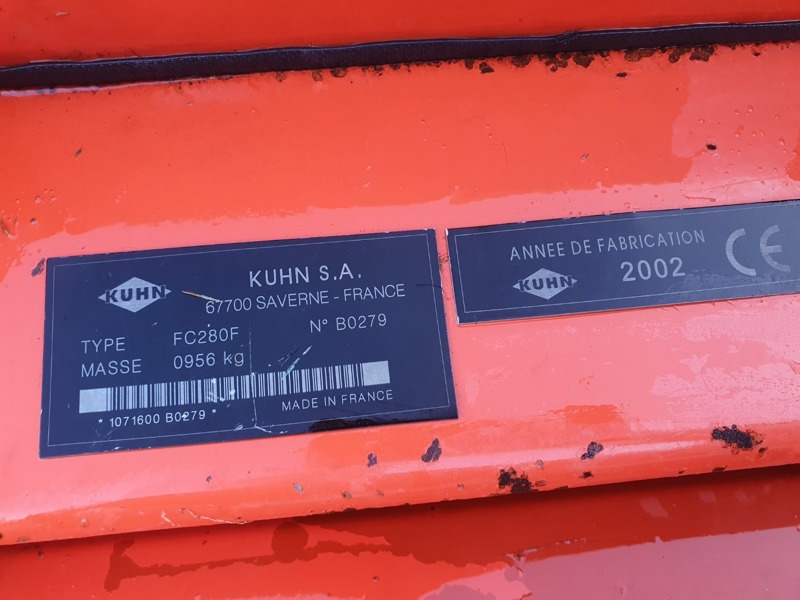 KUHN
KUHN S.A.
67700 SAVERNE - FRANCE
TYPE FC280F N° B0279
MASSE 0956 kg
* 1071600 B0279 *
MADE IN FRANCE
ANNEE DE FABRICATION
KUHN
2002
CE